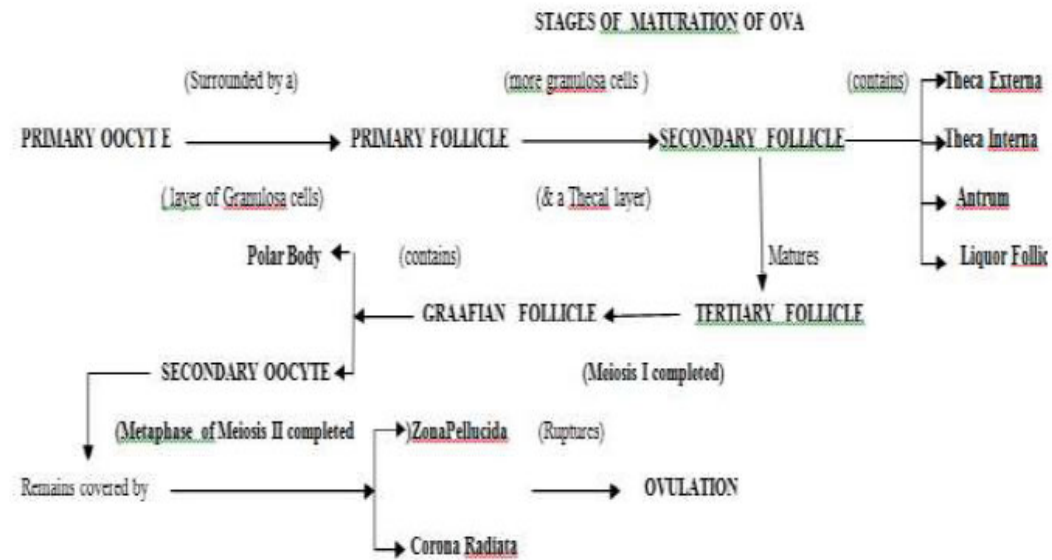 STAGES OF MATURATION OF OVA
(Surrounded by a) (more granulosa cells ) (contains) Theca Externa
PRIMARY OOCYT E PRIMARY FOLLICLE SECONDARY FOLLICLE Theca Interna
( layer of Granulosa cells) (& a Thecal layer) Antrum
Polar Body (contains) Matures Liquor Follic
GRAAFIAN FOLLICLE TERTIARY FOLLICLE
SECONDARY OOCYTE (Meiosis I completed)
(Metaphase of Meiosis II completed )ZonaPellucida (Ruptures)
Remains covered by OVULATION
Corona Radiata